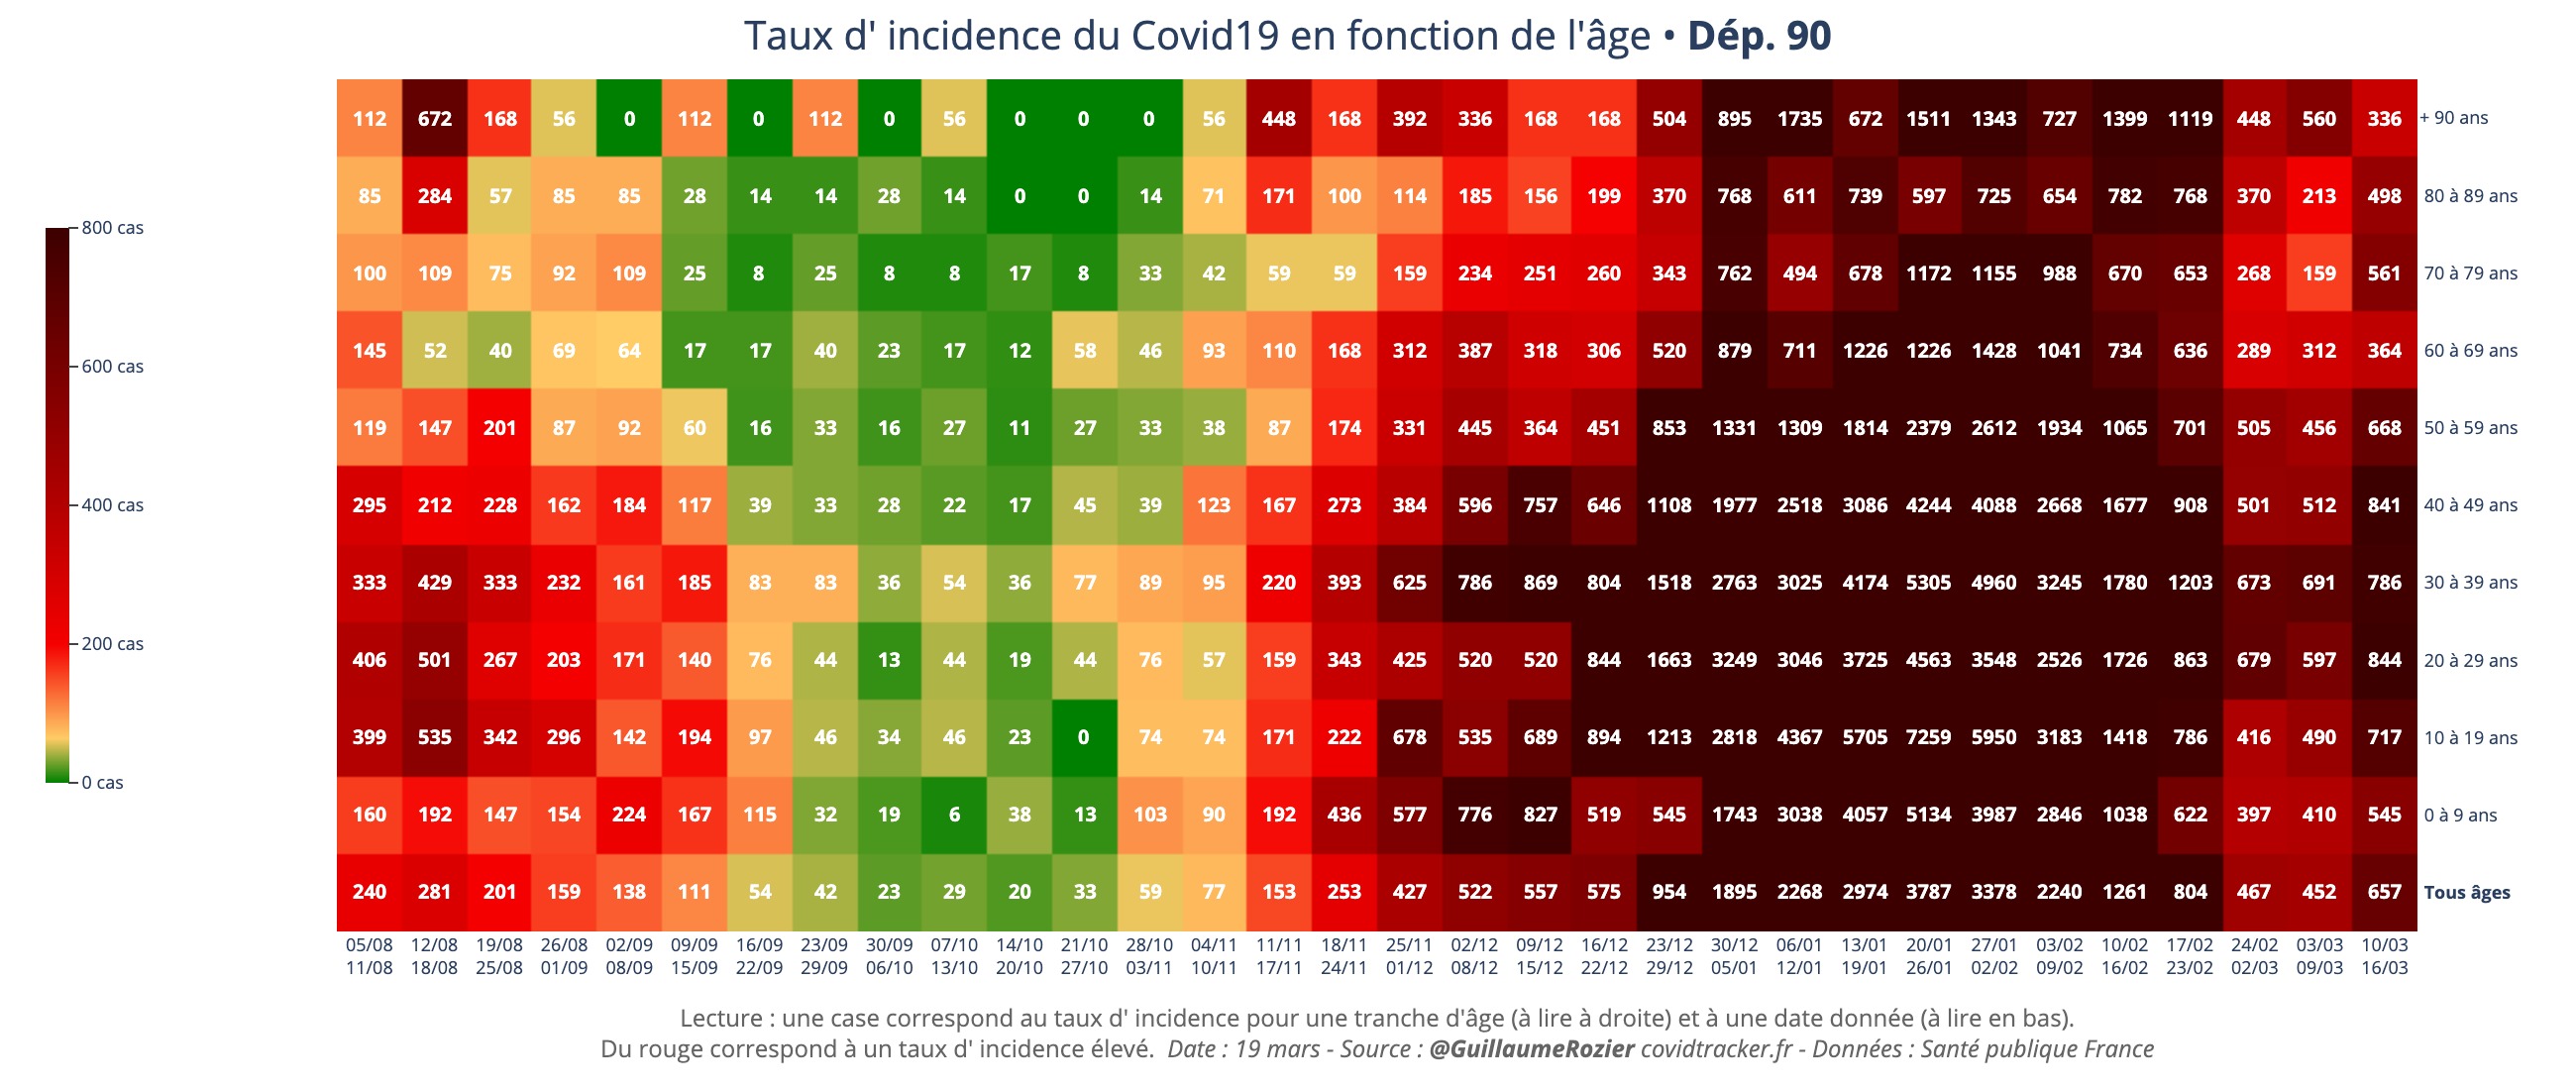 Taux d' incidence du Covid19 en fonction de l'âge • Dép. 90
112 672 168 56 0 112 0 112 0 56 0 0 0 56 448 168 392 336 168 168 504 895 1735 672 1511 1343 727 1399 1119 448 560 336 + 90 ans
85 284 57 85 85 28 14 14 28 14 0 0 14 71 171 100 114 185 156 199 370 768 611 739 597 725 654 782 768 370 213 498 80 à 89 ans
800 cas
100 109 75 92 109 25 8 25 8 8 17 8 33 42 59 59 159 234 251 260 343 762 494 678 1172 1155 988 670 653 268 159 561 70 à 79 ans
145 52 40 69 64 17 17 40 23 17 12 58 46 93 110 168 312 387 318 306 520 879 711 1226 1226 1428 1041 734 636 289 312 364 60 à 69 ans
600 cas
119 147 201 87 92 60 16 33 16 27 11 27 33 38 87 174 331 445 364 451 853 1331 1309 1814 2379 2612 1934 1065 701 505 456 668 50 à 59 ans
400 cas
295 212 228 162 184 117 39 33 28 22 17 45 39 123 167 273 384 596 757 646 1108 1977 2518 3086 4244 4088 2668 1677 908 501 512 841 40 à 49 ans
333 429 333 232 161 185 83 83 36 54 36 77 89 95 220 393 625 786 869 804 1518 2763 3025 4174 5305 4960 3245 1780 1203 673 691 786 30 à 39 ans
200 cas
406 501 267 203 171 140 76 44 13 44 19 44 76 57 159 343 425 520 520 844 1663 3249 3046 3725 4563 3548 2526 1726 863 679 597 844 20 à 29 ans
399 535 342 296 142 194 97 46 34 46 23 0 74 74 171 222 678 535 689 894 1213 2818 4367 5705 7259 5950 3183 1418 786 416 490 717 10 à 19 ans
0 cas
160 192 147 154 224 167 115 32 19 6 38 13 103 90 192 436 577 776 827 519 545 1743 3038 4057 5134 3987 2846 1038 622 397 410 545 0 à 9 ans
240 281 201 159 138 111 54 42 23 29 20 33 59 77 153 253 427 522 557 575 954 1895 2268 2974 3787 3378 2240 1261 804 467 452 657 Tous âges
05/08 12/08 19/08 26/08 02/09 09/09 16/09 23/09 30/09 07/10 14/10 21/10 28/10 04/11 11/11 18/11 25/11 02/12 09/12 16/12 23/12 30/12 06/01 13/01 20/01 27/01 03/02 10/02 17/02 24/02 03/03 10/03
11/08 18/08 25/08 01/09 08/09 15/09 22/09 29/09 06/10 13/10 20/10 27/10 03/11 10/11 17/11 24/11 01/12 08/12 15/12 22/12 29/12 05/01 12/01 19/01 26/01 02/02 09/02 16/02 23/02 02/03 09/03 16/03
Lecture : une case correspond au taux d' incidence pour une tranche d'âge (à lire à droite) et à une date donnée (à lire en bas).
Du rouge correspond à un taux d' incidence élevé. Date : 19 mars - Source : @GuillaumeRozier covidtracker.fr - Données : Santé publique France